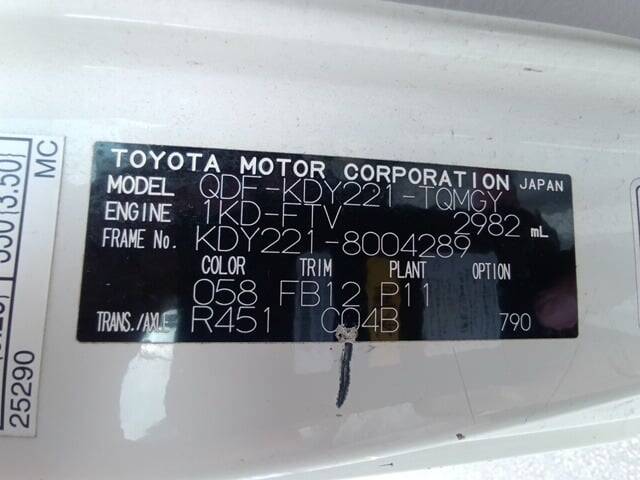 TOYOTA MOTOR CORPORATION JAPAN
MODEL QDF-KDY221-TQMGY
ENGINE 1KD-FTV 2982 mL
FRAME No. KDY221-8004289
COLOR TRIM PLANT OPTION
058 FB12 P11
TRANS./AXLE R451 C04B 790
MC
25290